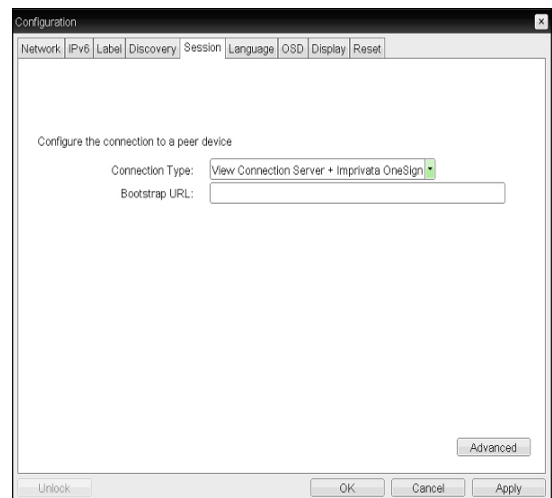 Configuration
Network IPv6 Label Discovery Session Language OSD Display Reset
Configure the connection to a peer device
Connection Type: View Connection Server + Imprivata OneSign
Bootstrap URL:
Advanced
Unlock OK Cancel Apply